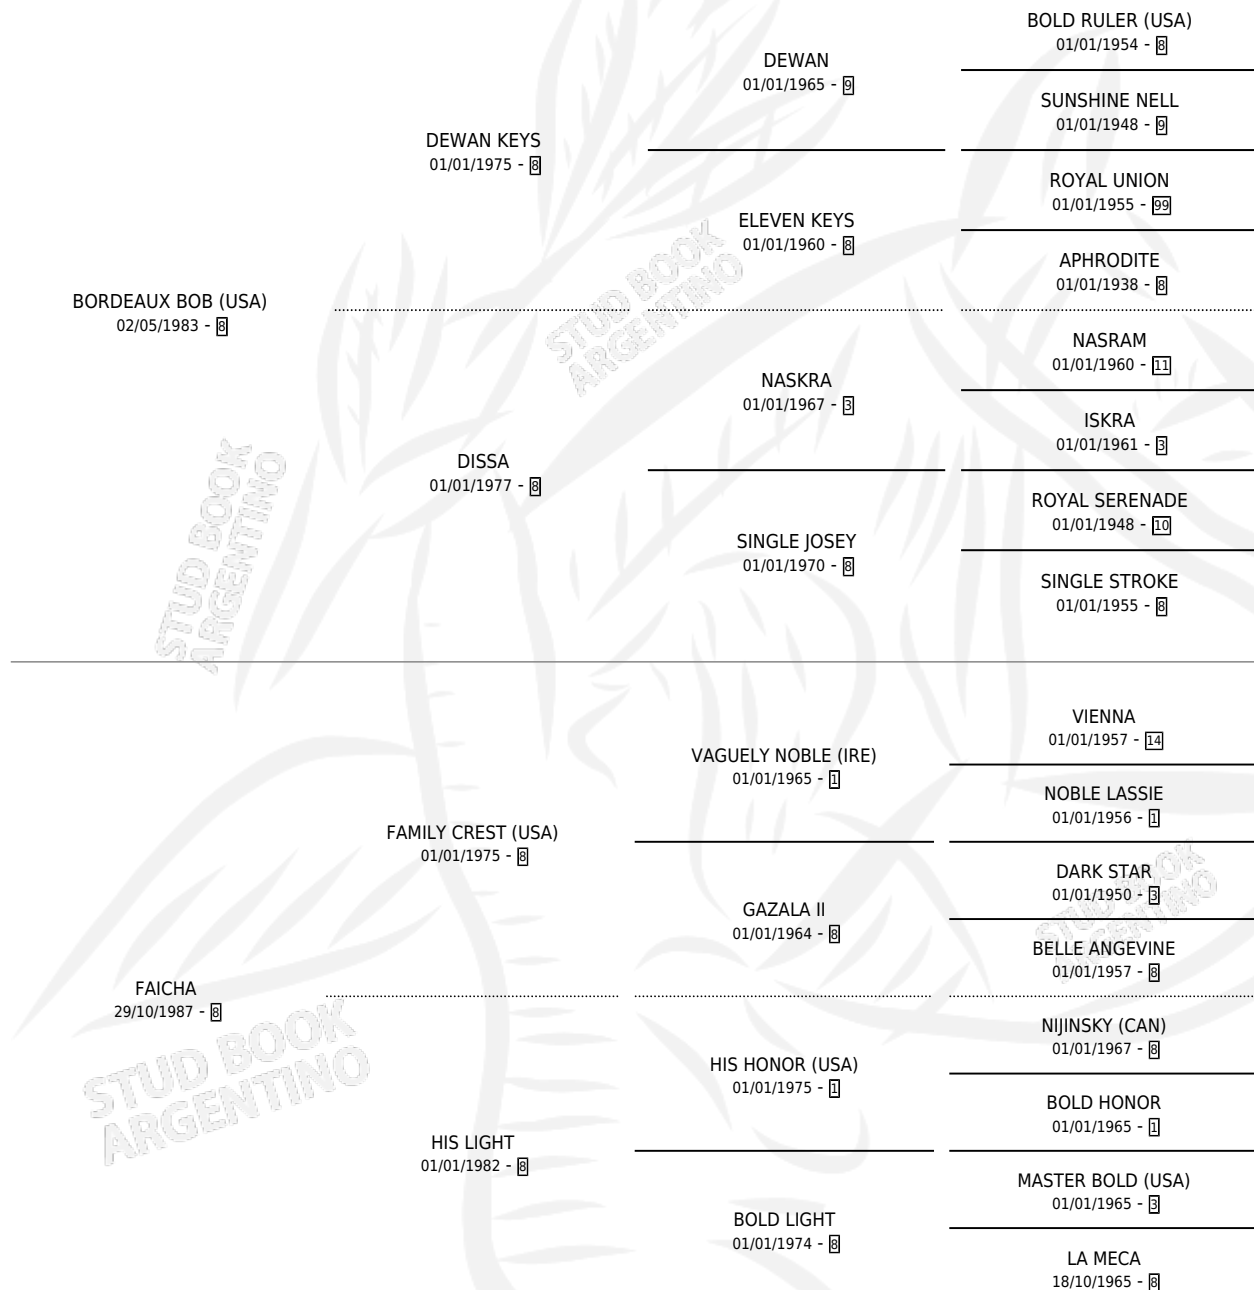 BOLD RULER (USA)
01/01/1954 - 8
DEWAN
01/01/1965 - 9
SUNSHINE NELL
01/01/1948 - 9
DEWAN KEYS
01/01/1975 - 8
ROYAL UNION
01/01/1955 - 99
ELEVEN KEYS
01/01/1960 - 8
APHRODITE
01/01/1938 - 8
BORDEAUX BOB (USA)
02/05/1983 - 8
STUD BOOK
ARGENTINO
NASRAM
01/01/1960 - 11
NASKRA
01/01/1967 - 3
ISKRA
01/01/1961 - 3
DISSA
01/01/1977 - 8
ROYAL SERENADE
01/01/1948 - 10
SINGLE JOSEY
01/01/1970 - 8
SINGLE STROKE
01/01/1955 - 8
STUD BOOK
ARGENTINO
VIENNA
01/01/1957 - 14
VAGUELY NOBLE (IRE)
01/01/1965 - 1
NOBLE LASSIE
01/01/1956 - 1
FAMILY CREST (USA)
01/01/1975 - 8
DARK STAR
01/01/1950 - 3
GAZALA II
01/01/1964 - 8
BELLE ANGEVINE
01/01/1957 - 8
STUD BOOK
ARGENTINO
FAICHA
29/10/1987 - 8
STUD BOOK
ARGENTINO
NIJINSKY (CAN)
01/01/1967 - 8
HIS HONOR (USA)
01/01/1975 - 1
BOLD HONOR
01/01/1965 - 1
HIS LIGHT
01/01/1982 - 8
MASTER BOLD (USA)
01/01/1965 - 3
BOLD LIGHT
01/01/1974 - 8
LA MECA
18/10/1965 - 8